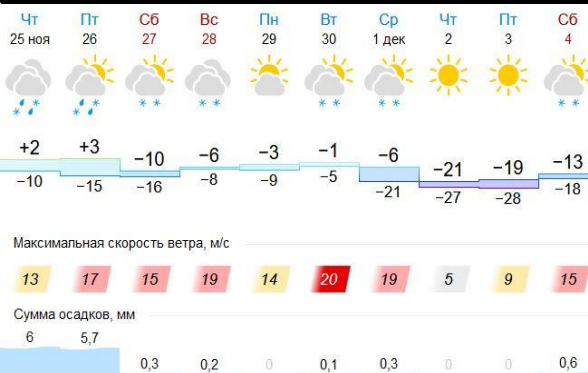 Чт Пт Сб Вс Пн Вт Ср Чт Пт Сб
25 ноя 26 27 28 29 30 1 дек 2 3 4
+2 +3 −10 −6 −3 −1 −6 −21 −19 −13
−10 −15 −16 −8 −9 −5 −21 −27 −28 −18
Максимальная скорость ветра, м/с
13 17 15 19 14 20 19 5 9 15
Сумма осадков, мм
6 5,7 0,3 0,2 0 0,1 0,3 0 0 0,6